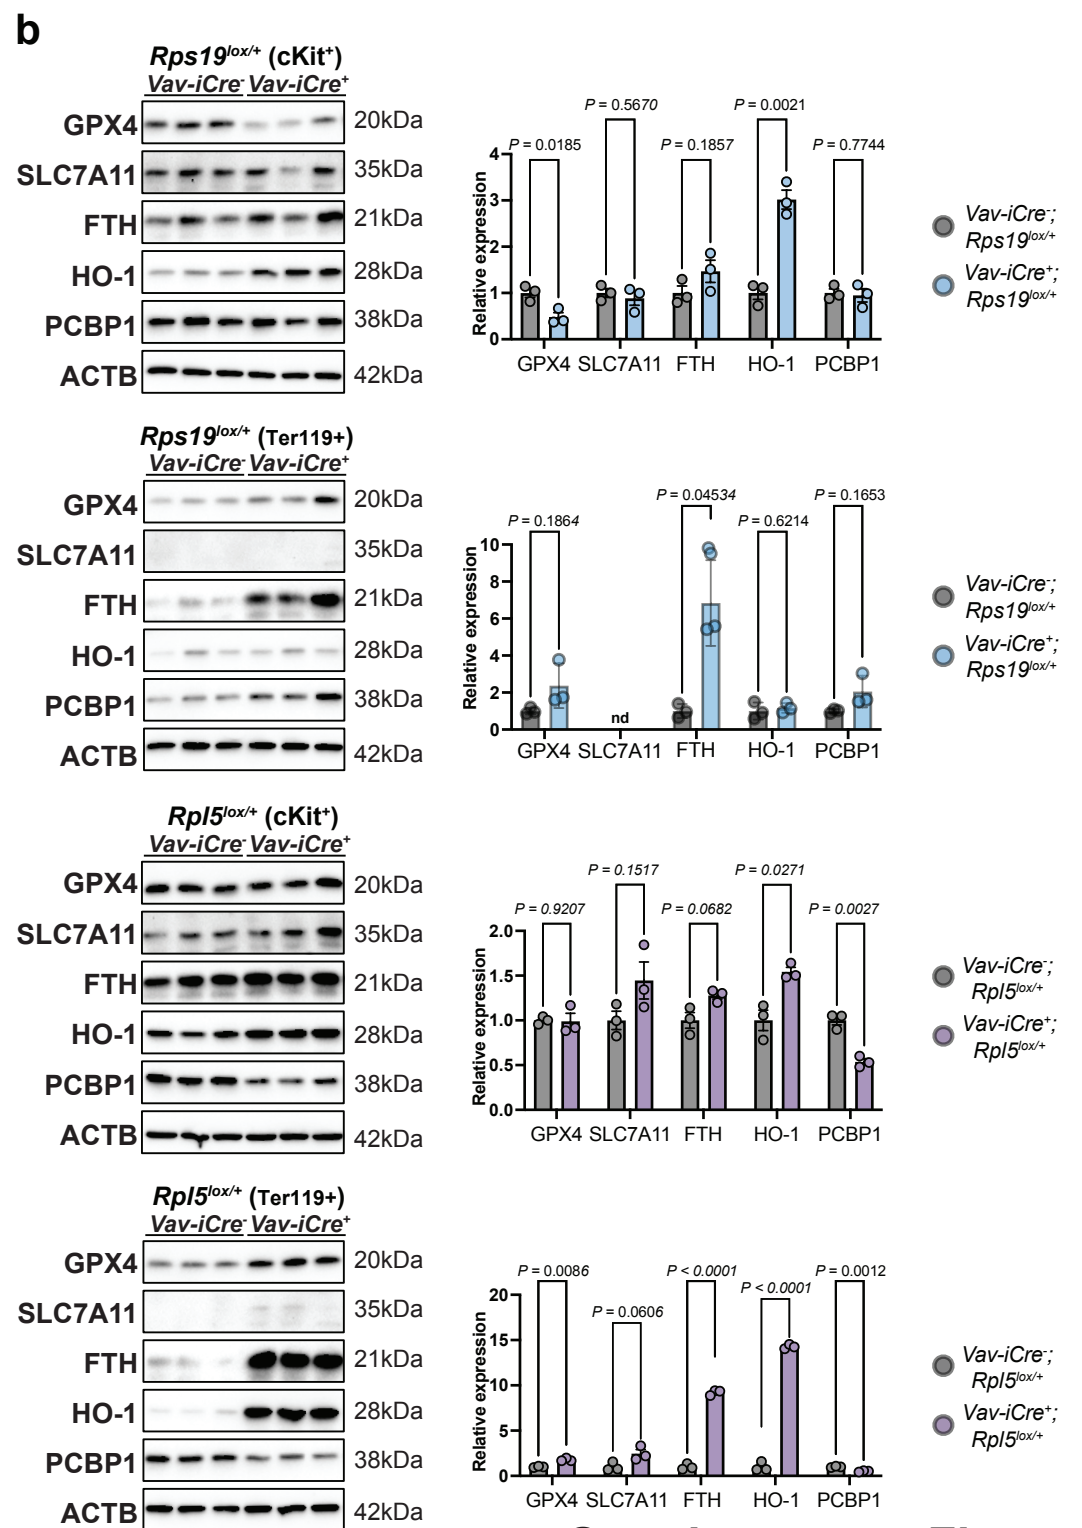 b
Rps19lox/+ (cKit+)
Vav-iCre- Vav-iCre+
GPX4 20kDa
SLC7A11 35kDa
FTH 21kDa
HO-1 28kDa
PCBP1 38kDa
ACTB 42kDa
P = 0.5670 P = 0.0021
P = 0.0185 P = 0.1857 P = 0.7744
Relative expression
4
3
2
1
0
GPX4 SLC7A11 FTH HO-1 PCBP1
Vav-iCre-;
Rps19lox/+
Vav-iCre+;
Rps19lox/+
Rps19lox/+ (Ter119+)
Vav-iCre- Vav-iCre+
GPX4 20kDa
SLC7A11 35kDa
FTH 21kDa
HO-1 28kDa
PCBP1 38kDa
ACTB 42kDa
P = 0.04534 P = 0.1653
P = 0.1864 P = 0.6214
Relative expression
10
8
6
4
2
0
nd
GPX4 SLC7A11 FTH HO-1 PCBP1
Vav-iCre-;
Rps19lox/+
Vav-iCre+;
Rps19lox/+
Rpl5lox/+ (cKit+)
Vav-iCre- Vav-iCre+
GPX4 20kDa
SLC7A11 35kDa
FTH 21kDa
HO-1 28kDa
PCBP1 38kDa
ACTB 42kDa
P = 0.1517 P = 0.0271
P = 0.9207 P = 0.0682 P = 0.0027
Relative expression
2.0
1.5
1.0
0.5
0.0
GPX4 SLC7A11 FTH HO-1 PCBP1
Vav-iCre-;
Rpl5lox/+
Vav-iCre+;
Rpl5lox/+
Rpl5lox/+ (Ter119+)
Vav-iCre- Vav-iCre+
GPX4 20kDa
SLC7A11 35kDa
FTH 21kDa
HO-1 28kDa
PCBP1 38kDa
ACTB 42kDa
P = 0.0086 P < 0.0001 P = 0.0012
P < 0.0001
P = 0.0606
Relative expression
20
15
10
5
0
GPX4 SLC7A11 FTH HO-1 PCBP1
Vav-iCre-;
Rpl5lox/+
Vav-iCre+;
Rpl5lox/+